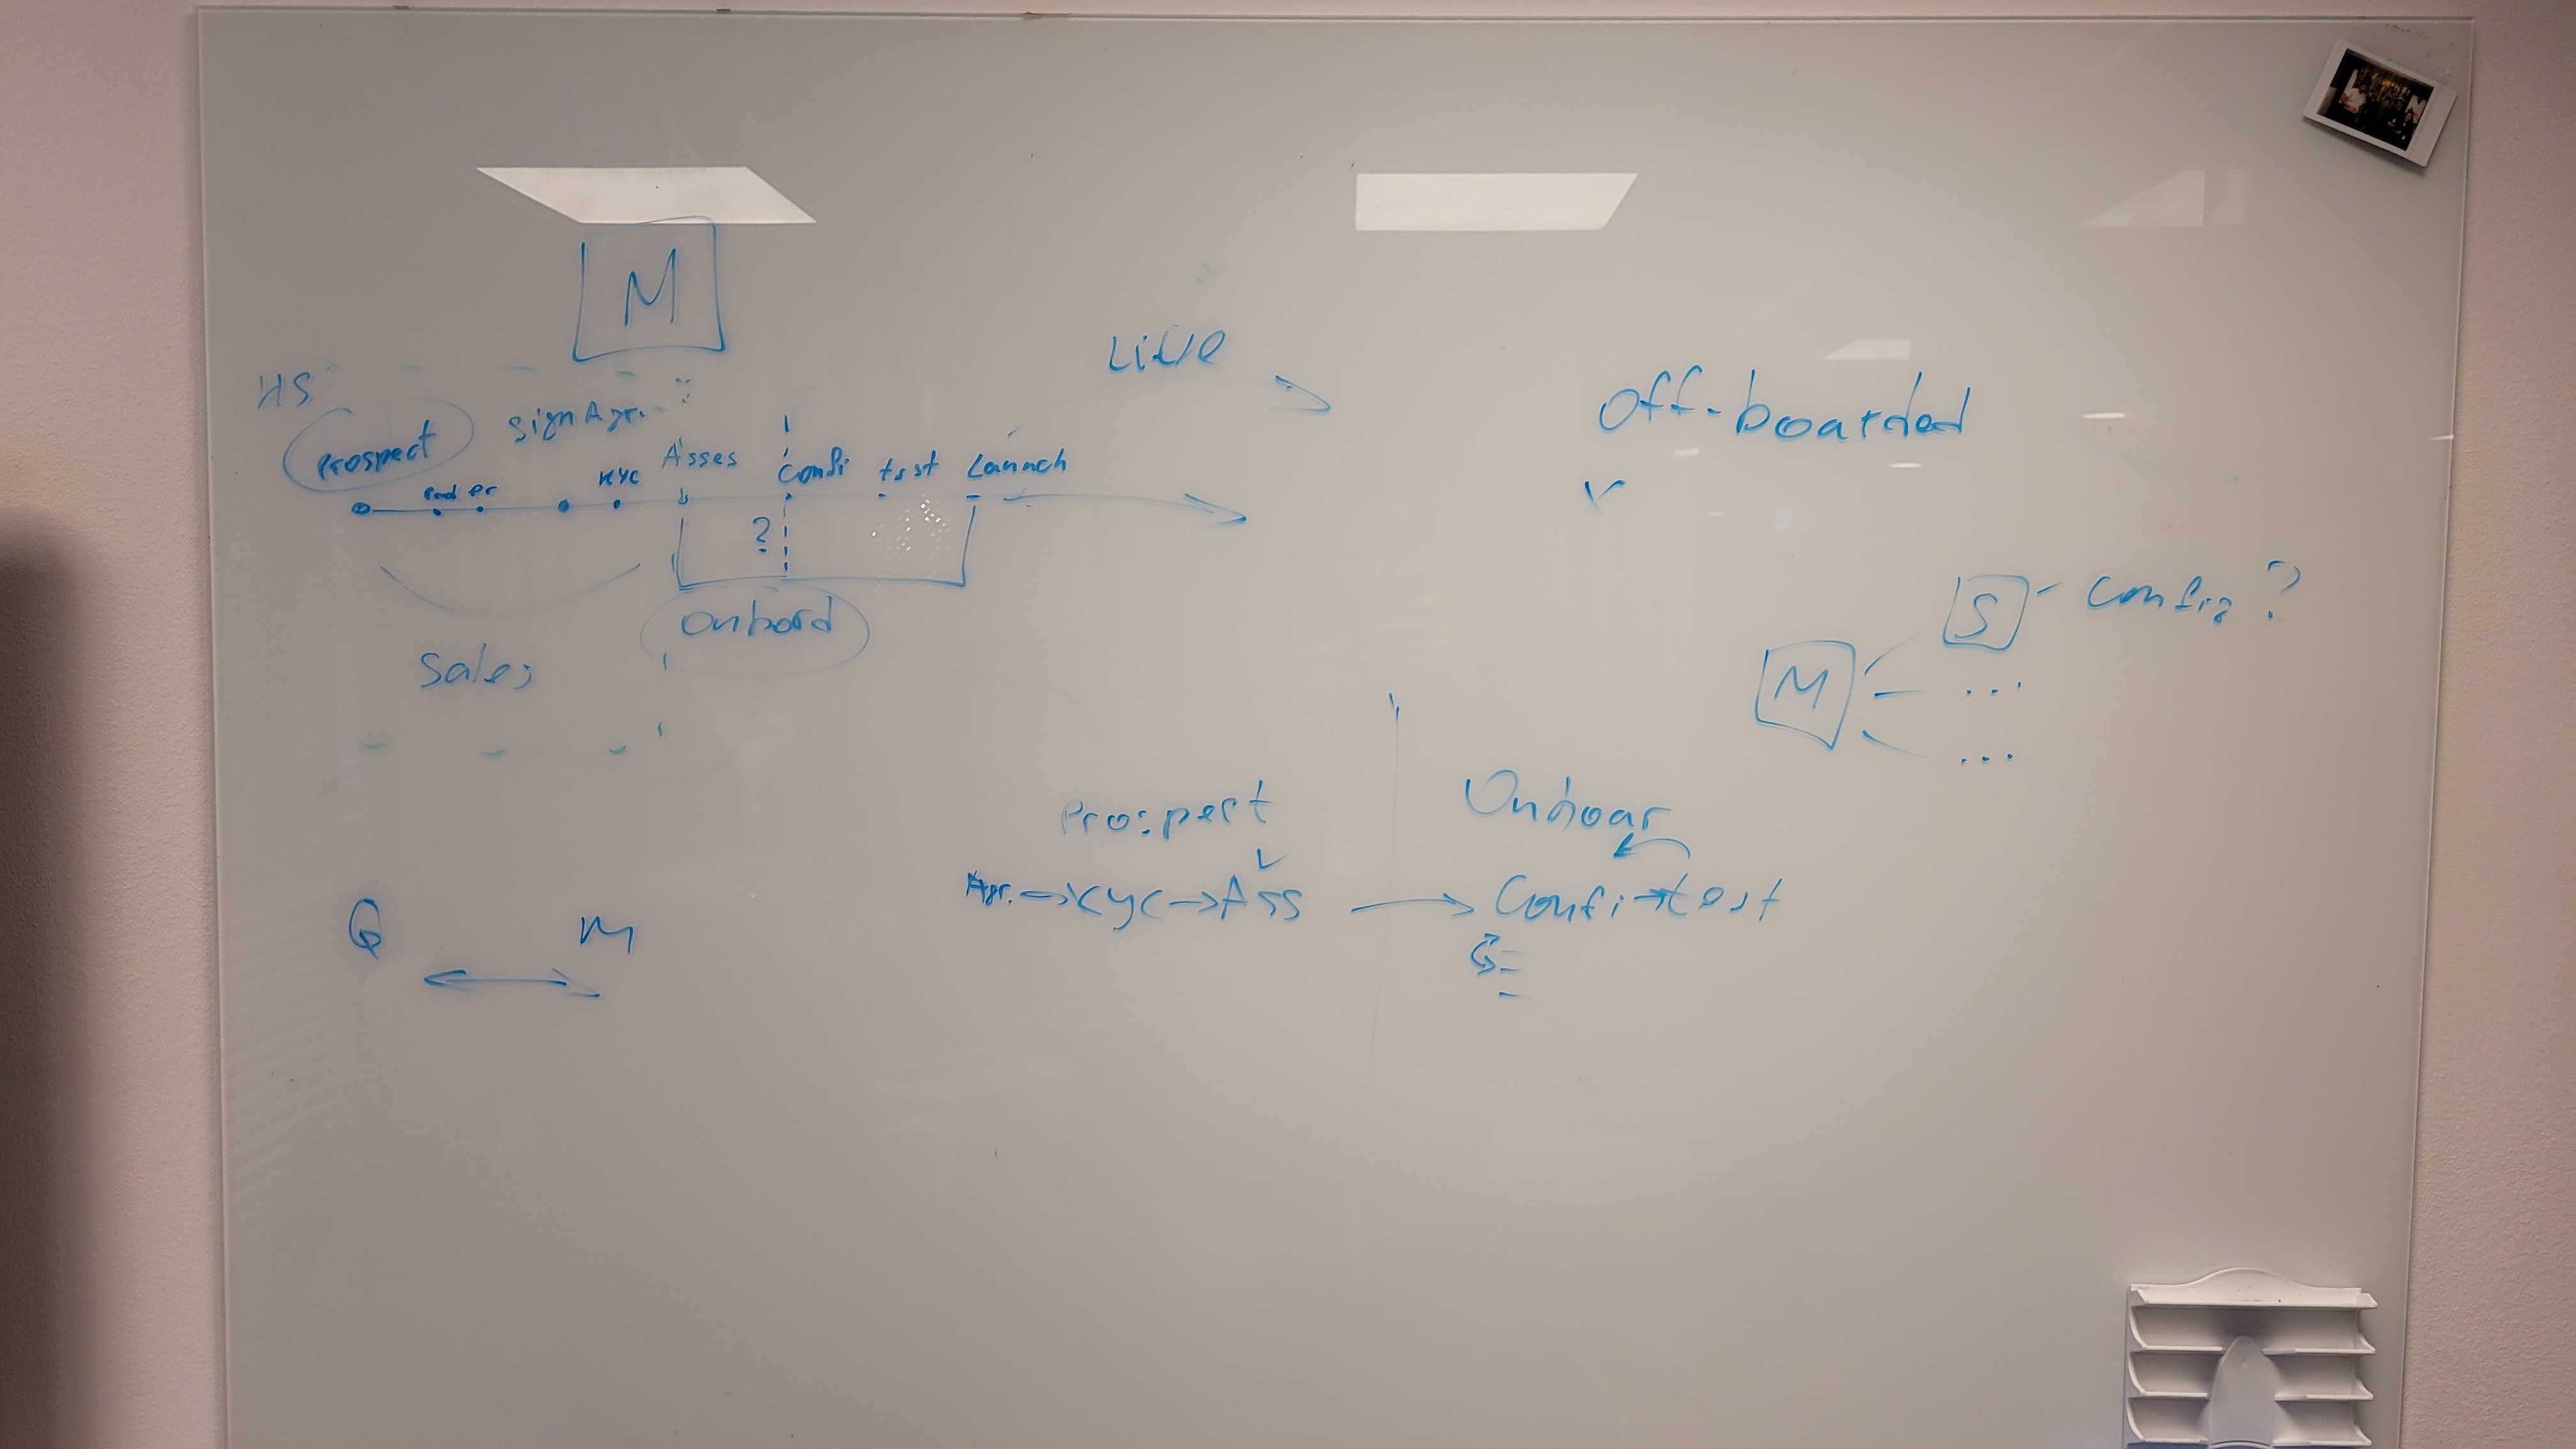 M
Live
HS
Sign Agr.
Prospect
Off-boarded
KYC Asses Confi test Launch
?
S - Config?
Onbord
Sales
M
...
...
Prospect
Onboar
Agr. → KYC → Ass → Confi → test
Q ↔ M